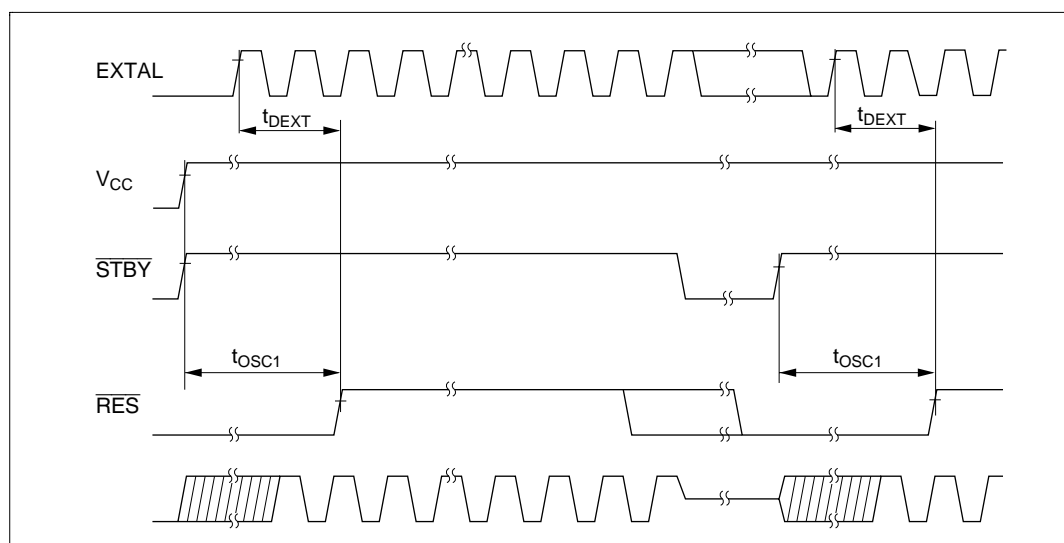 EXTAL
tDEXT
tDEXT
VCC
STBY
tOSC1
tOSC1
RES